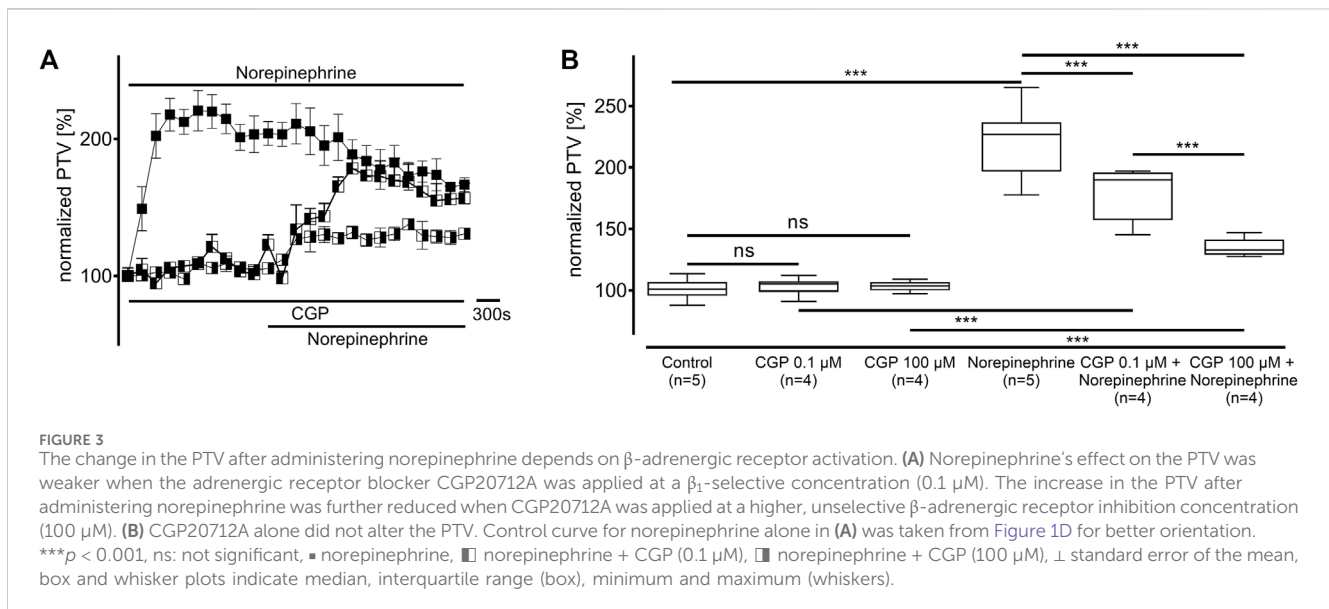 A
Norepinephrine
normalized PTV [%]
200
100
CGP
300s
Norepinephrine
B
***
***
***
***
ns
ns
***
***
normalized PTV [%]
250
200
150
100
Control
(n=5)
CGP 0.1 µM
(n=4)
CGP 100 µM
(n=4)
Norepinephrine
(n=5)
CGP 0.1 µM +
Norepinephrine
(n=4)
CGP 100 µM +
Norepinephrine
(n=4)
***
FIGURE 3
The change in the PTV after administering norepinephrine depends on β-adrenergic receptor activation. (A) Norepinephrine's effect on the PTV was
weaker when the adrenergic receptor blocker CGP20712A was applied at a β₁-selective concentration (0.1 µM). The increase in the PTV after
administering norepinephrine was further reduced when CGP20712A was applied at a higher, unselective β-adrenergic receptor inhibition concentration
(100 µM). (B) CGP20712A alone did not alter the PTV. Control curve for norepinephrine alone in (A) was taken from Figure 1D for better orientation.
***p < 0.001, ns: not significant, ▪ norepinephrine, ◧ norepinephrine + CGP (0.1 µM), ◨ norepinephrine + CGP (100 µM), ⊥ standard error of the mean,
box and whisker plots indicate median, interquartile range (box), minimum and maximum (whiskers).